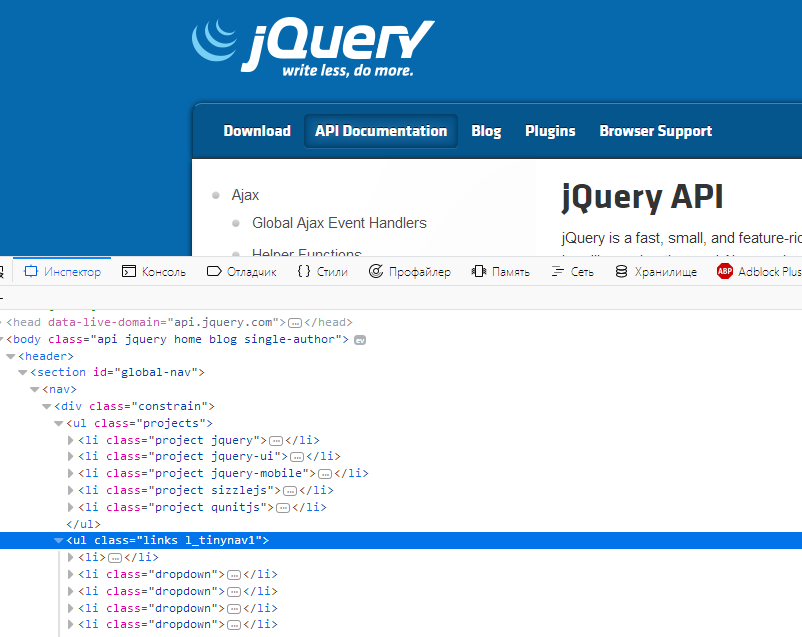 jQuery
write less, do more.
Download API Documentation Blog Plugins Browser Support
Ajax
Global Ajax Event Handlers
Helper Functions
jQuery API
jQuery is a fast, small, and feature-ric
Инспектор Консоль Отладчик {} Стили Профайлер Память Сеть Хранилище ABP Adblock Plus
<head data-live-domain="api.jquery.com">…</head>
<body class="api jquery home blog single-author"> ev
<header>
<section id="global-nav">
<nav>
<div class="constrain">
<ul class="projects">
<li class="project jquery">…</li>
<li class="project jquery-ui">…</li>
<li class="project jquery-mobile">…</li>
<li class="project sizzlejs">…</li>
<li class="project qunitjs">…</li>
</ul>
<ul class="links l_tinynav1">
<li>…</li>
<li class="dropdown">…</li>
<li class="dropdown">…</li>
<li class="dropdown">…</li>
<li class="dropdown">…</li>